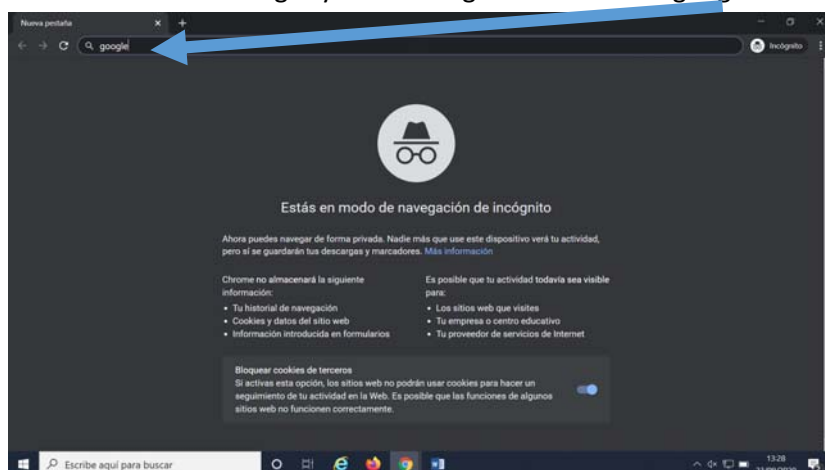 Nueva pestaña
google
Incógnito
Estás en modo de navegación de incógnito
Ahora puedes navegar de forma privada. Nadie más que use este dispositivo verá tu actividad,
pero sí se guardarán tus descargas y marcadores. Más información
Chrome no almacenará la siguiente
información:
• Tu historial de navegación
• Cookies y datos del sitio web
• Información introducida en formularios
Es posible que tu actividad todavía sea visible
para:
• Los sitios web que visites
• Tu empresa o centro educativo
• Tu proveedor de servicios de Internet
Bloquear cookies de terceros
Si activas esta opción, los sitios web no podrán usar cookies para hacer un
seguimiento de tu actividad en la Web. Es posible que las funciones de algunos
sitios web no funcionen correctamente.
Escribe aquí para buscar
13:28